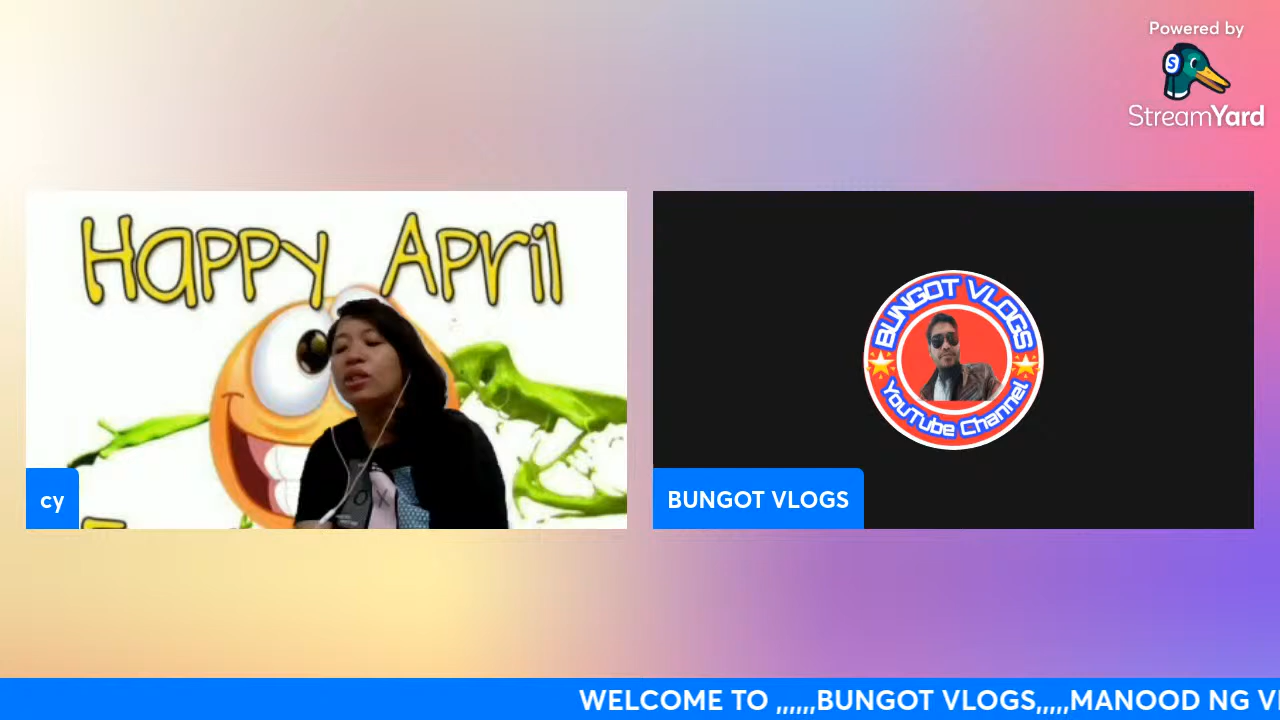 Powered by
StreamYard
Happy April
cy
BUNGOT VLOGS
YouTube Channel
BUNGOT VLOGS
WELCOME TO ,,,,,,BUNGOT VLOGS,,,,,MANOOD NG